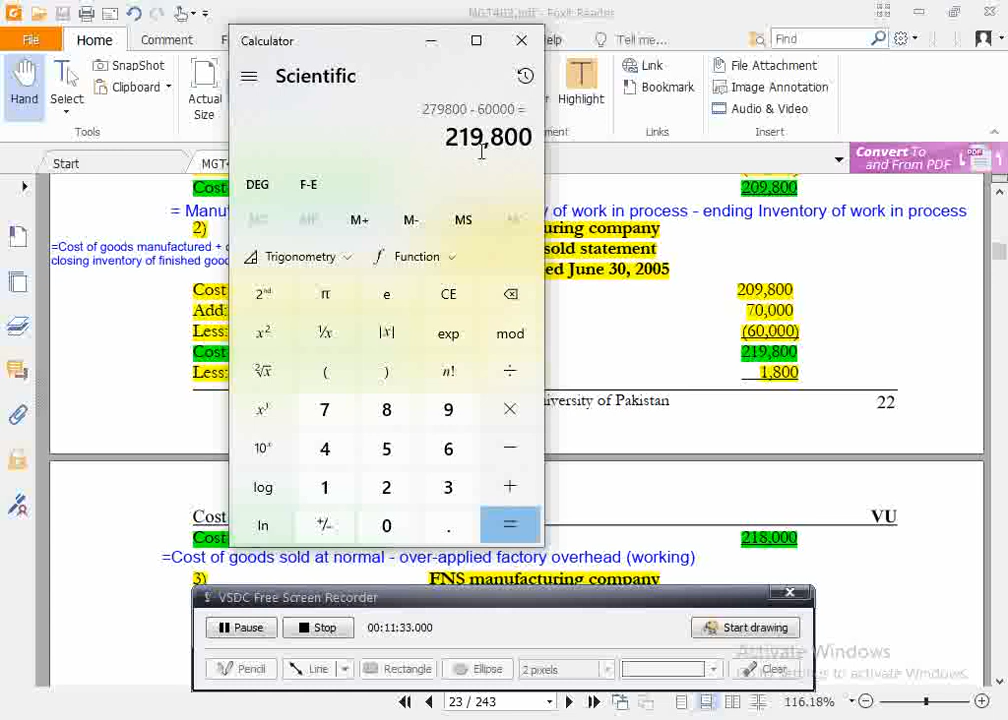 MGT402.pdf - Foxit Reader
File Home Comment F elp Tell me... Find
Hand
Select
SnapShot
Clipboard
Actual
Size
Highlight
Link
Bookmark
File Attachment
Image Annotation
Audio & Video
Tools ment Links Insert
Start MGT4
Convert To
and From PDF
Calculator
Scientific
279800 - 60000 =
219,800
DEG F-E
MC MR M+ M- MS
Trigonometry Function
2nd π e CE
x² ¹/x |x| exp mod
²√x ( ) n! ÷
xʸ 7 8 9 ×
10ˣ 4 5 6 −
log 1 2 3 +
ln +/- 0 . =
Cost 209,800
= Manu y of work in process - ending Inventory of work in process
2) uring company
=Cost of goods manufactured + o sold statement
closing inventory of finished good ed June 30, 2005
Cost 209,800
Add: 70,000
Less: (60,000)
Cost 219,800
Less: 1,800
iversity of Pakistan 22
Cost VU
Cost 218,000
=Cost of goods sold at normal - over-applied factory overhead (working)
3) FNS manufacturing company
VSDC Free Screen Recorder
Pause Stop 00:11:33.000 Start drawing
Pencil Line Rectangle Ellipse 2 pixels Clear
Activate Windows
Go to Settings to activate Windows.
23 / 243 116.18%